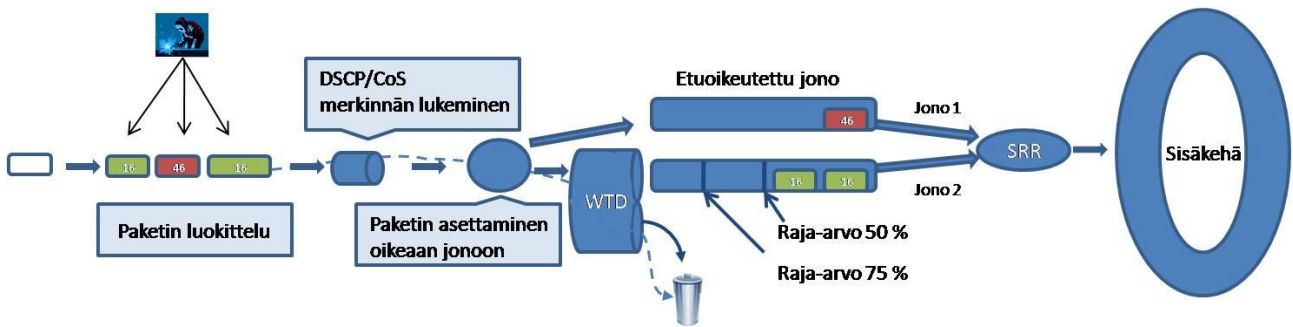 DSCP/CoS
merkinnän lukeminen
Etuoikeutettu jono
46
Jono 1
16
46
16
SRR
Sisäkehä
WTD
16
16
Jono 2
Paketin luokittelu
Paketin asettaminen
oikeaan jonoon
Raja-arvo 50 %
Raja-arvo 75 %